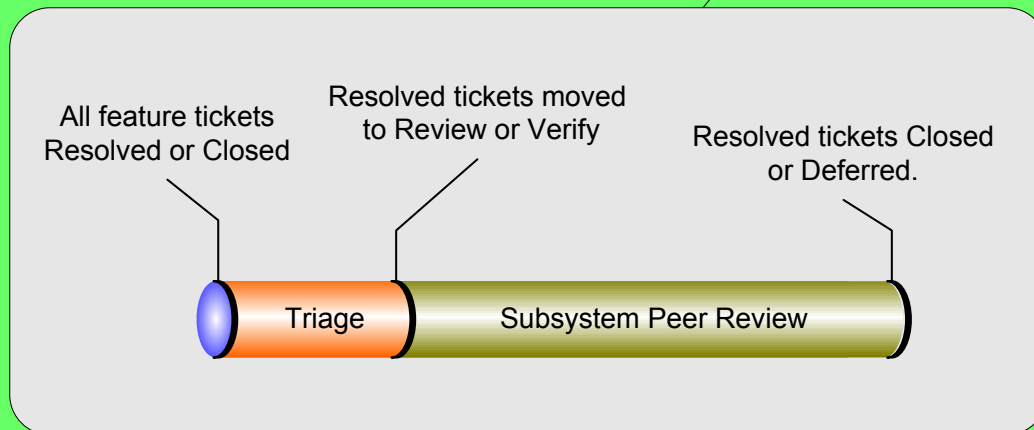 All feature tickets
Resolved or Closed
Resolved tickets moved
to Review or Verify
Resolved tickets Closed
or Deferred.
Triage
Subsystem Peer Review